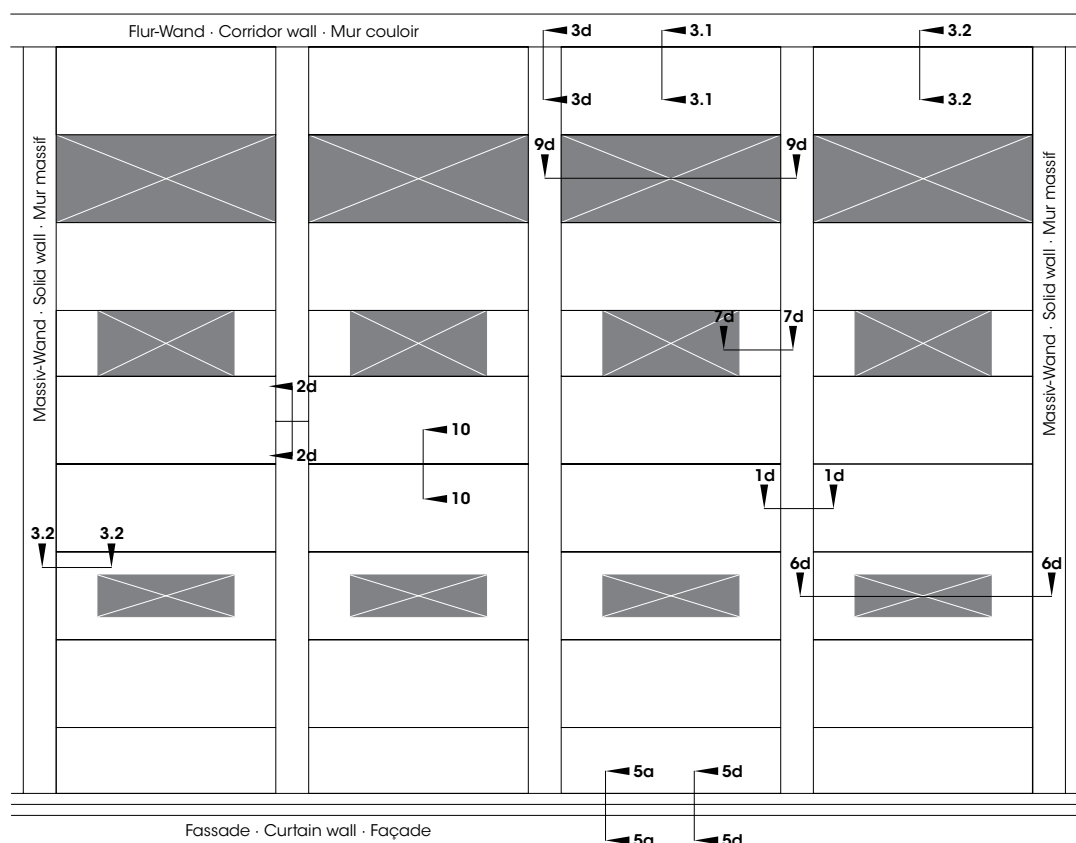 Flur-Wand · Corridor wall · Mur couloir
3d
3.1
3.2
3d
3.1
3.2
Massiv-Wand · Solid wall · Mur massif
Massiv-Wand · Solid wall · Mur massif
9d
9d
7d
7d
2d
10
2d
10
1d
1d
3.2
3.2
6d
6d
5a
5d
Fassade · Curtain wall · Façade
5a
5d